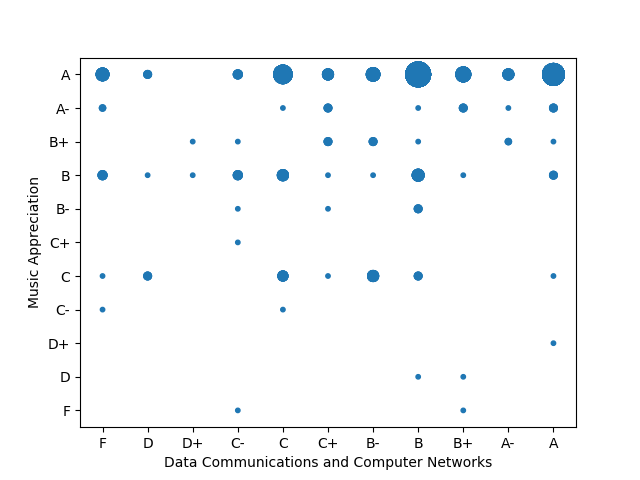 Music Appreciation
A
A-
B+
B
B-
C+
C
C-
D+
D
F
F D D+ C- C C+ B- B B+ A- A
Data Communications and Computer Networks